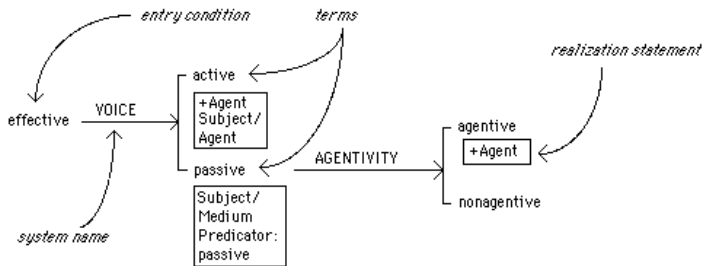 entry condition
terms
realization statement
active
VOICE
+Agent
Subject/
Agent
effective
agentive
+Agent
passive
AGENTIVITY
Subject/
Medium
Predicator:
passive
nonagentive
system name